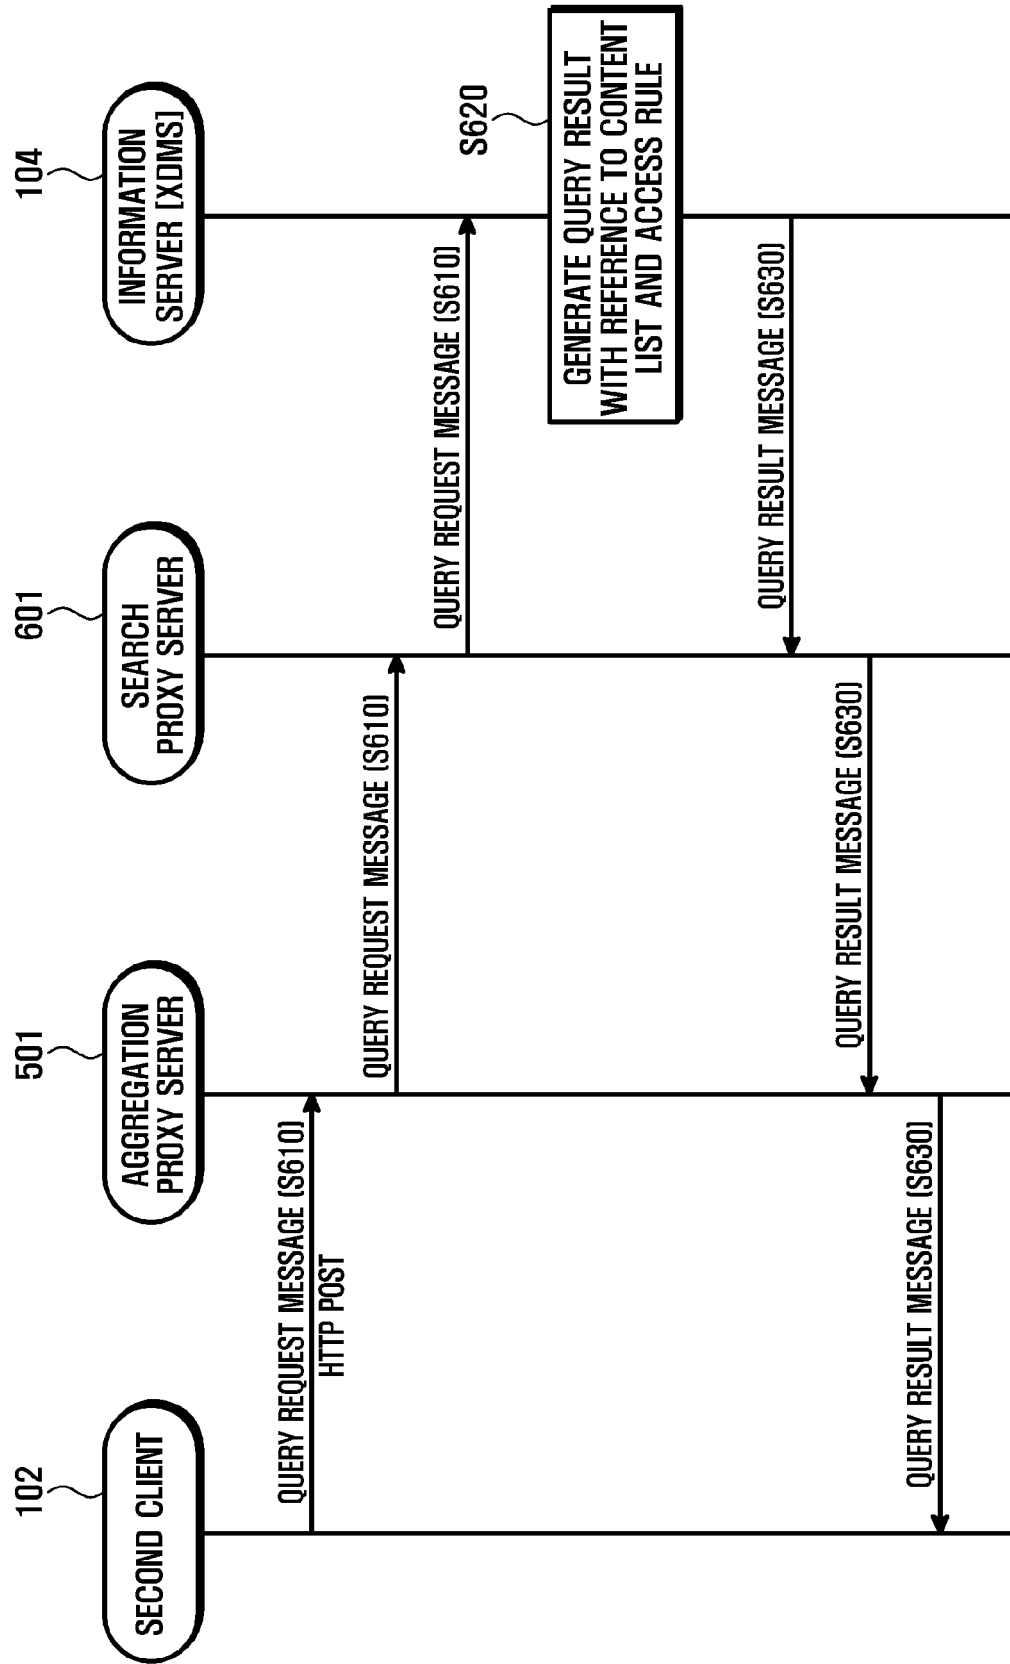 102
SECOND CLIENT
501
AGGREGATION
PROXY SERVER
601
SEARCH
PROXY SERVER
104
INFORMATION
SERVER [XDMS]
QUERY REQUEST MESSAGE (S610)
HTTP POST
QUERY REQUEST MESSAGE (S610)
QUERY REQUEST MESSAGE (S610)
S620
GENERATE QUERY RESULT
WITH REFERENCE TO CONTENT
LIST AND ACCESS RULE
QUERY RESULT MESSAGE (S630)
QUERY RESULT MESSAGE (S630)
QUERY RESULT MESSAGE (S630)